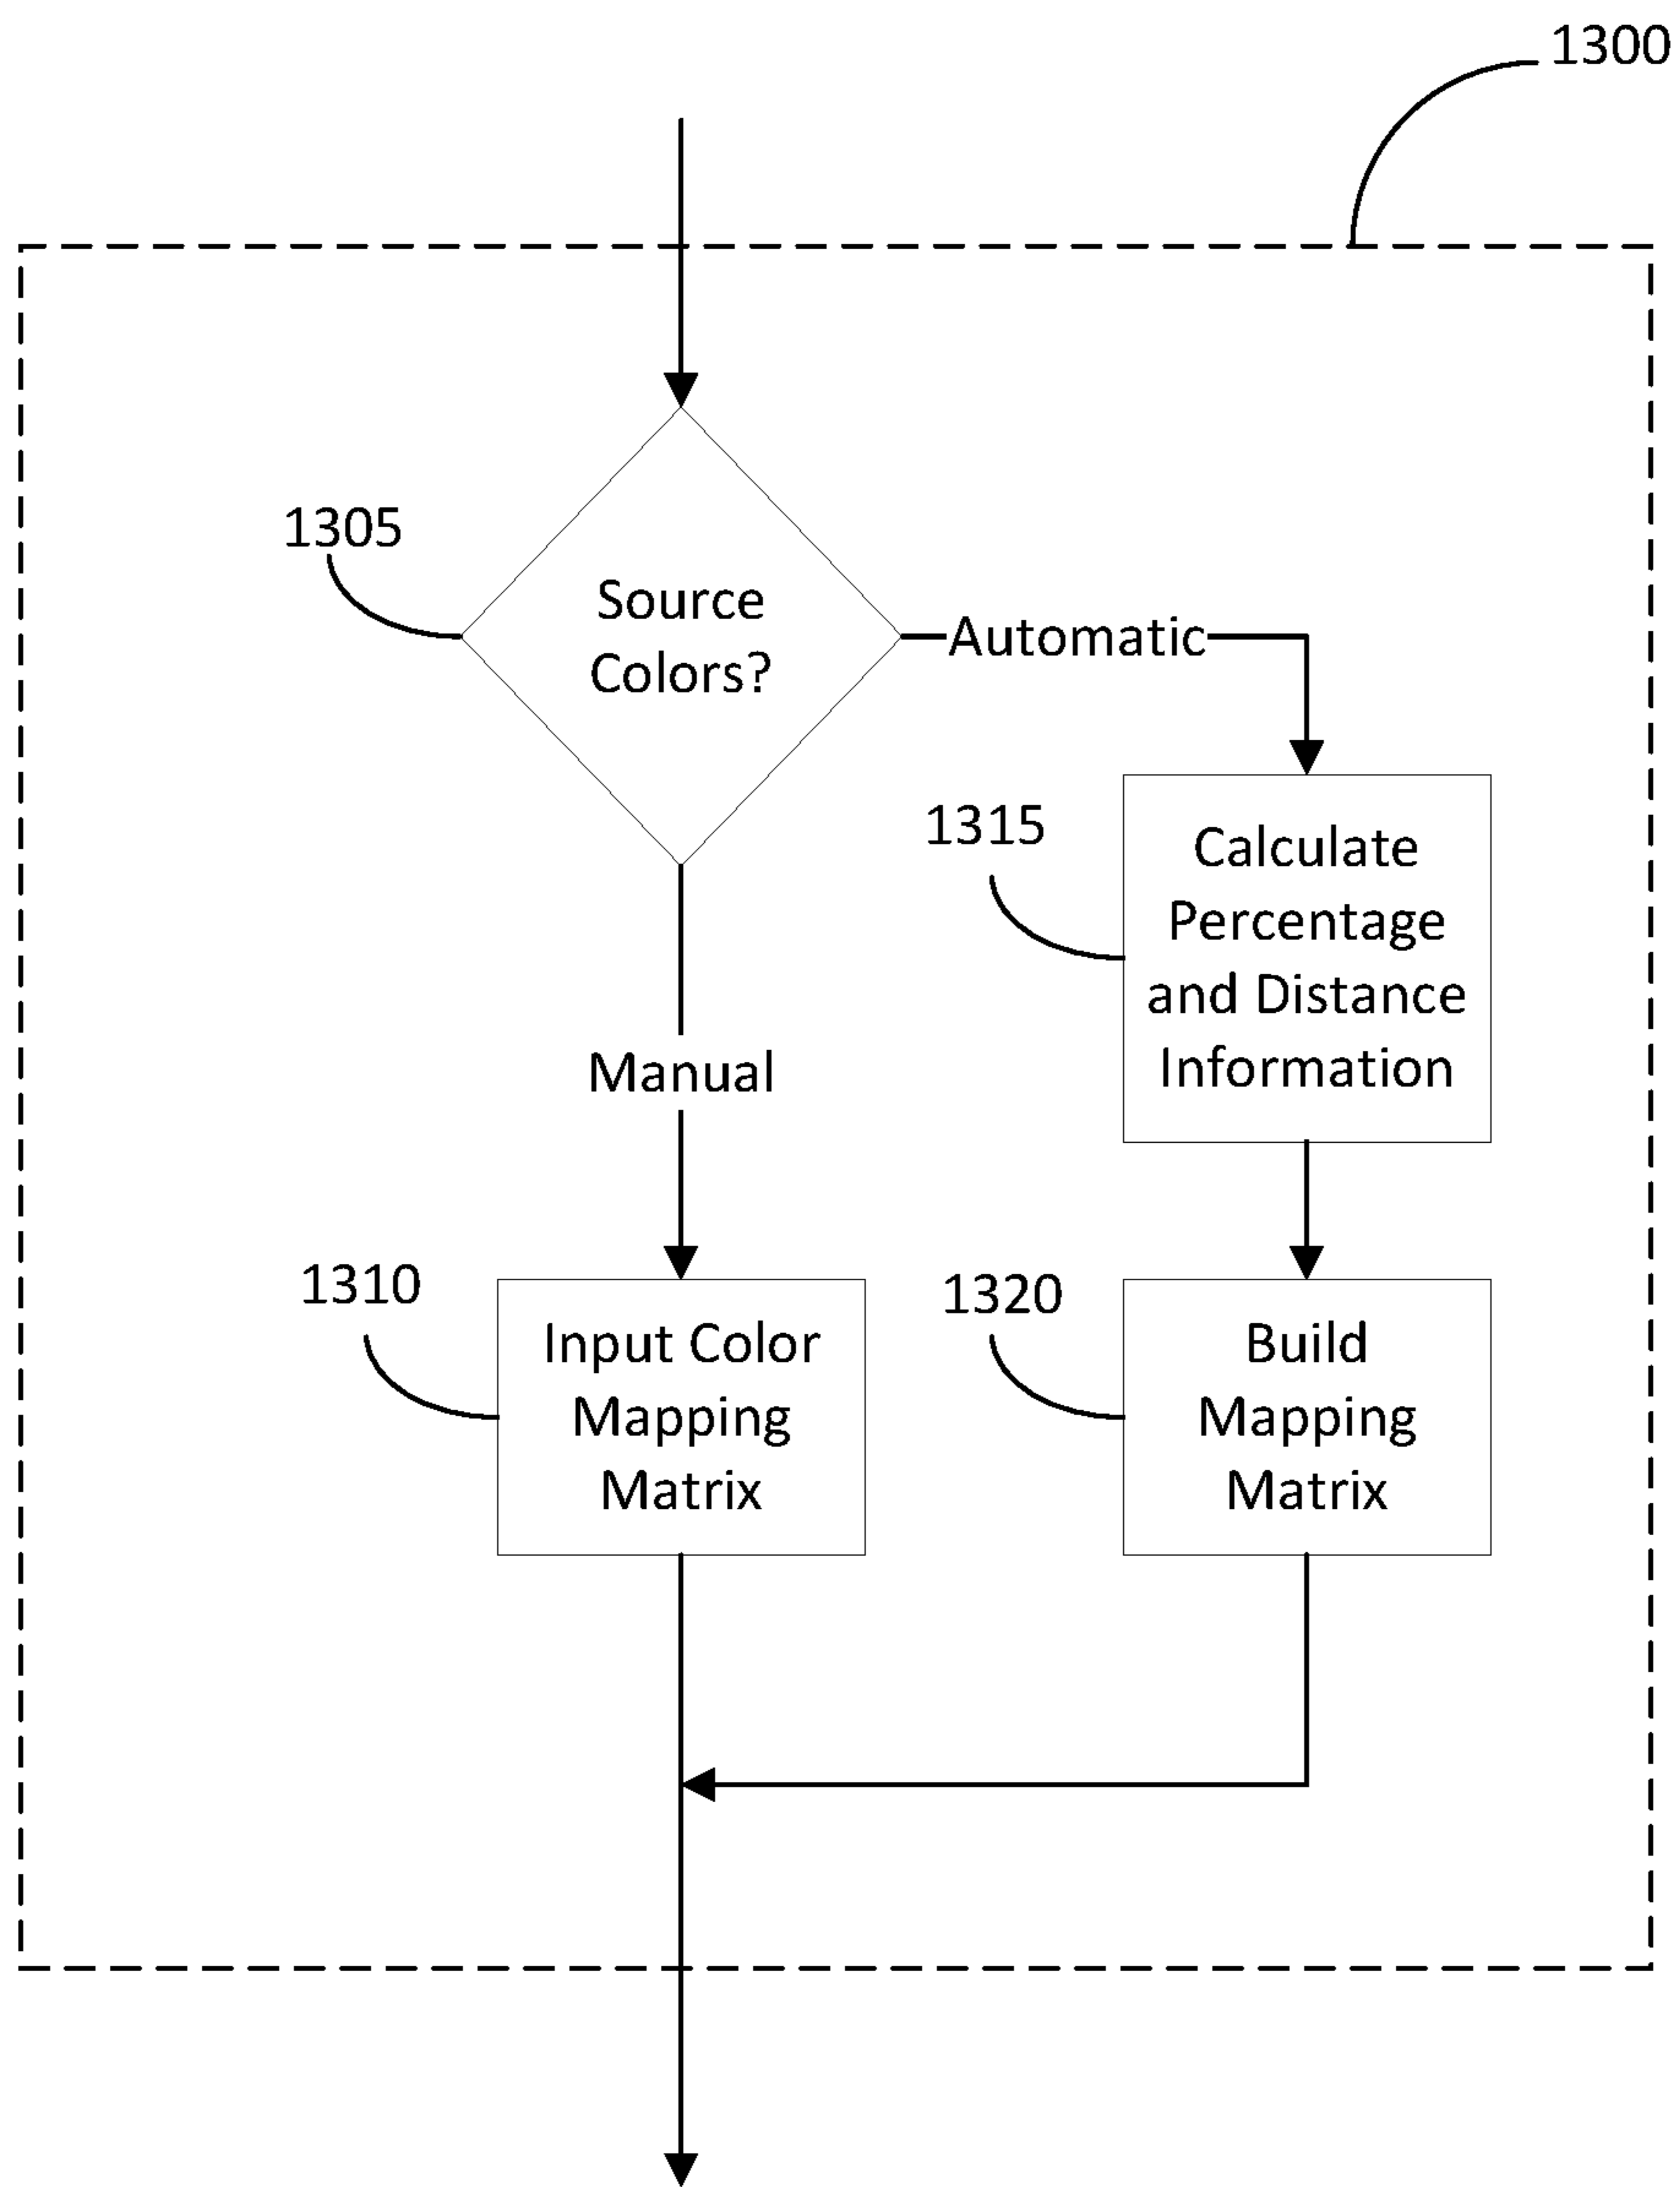 1300
1305
Source
Colors?
Automatic
1315
Calculate
Percentage
and Distance
Information
Manual
1310
Input Color
Mapping
Matrix
1320
Build
Mapping
Matrix